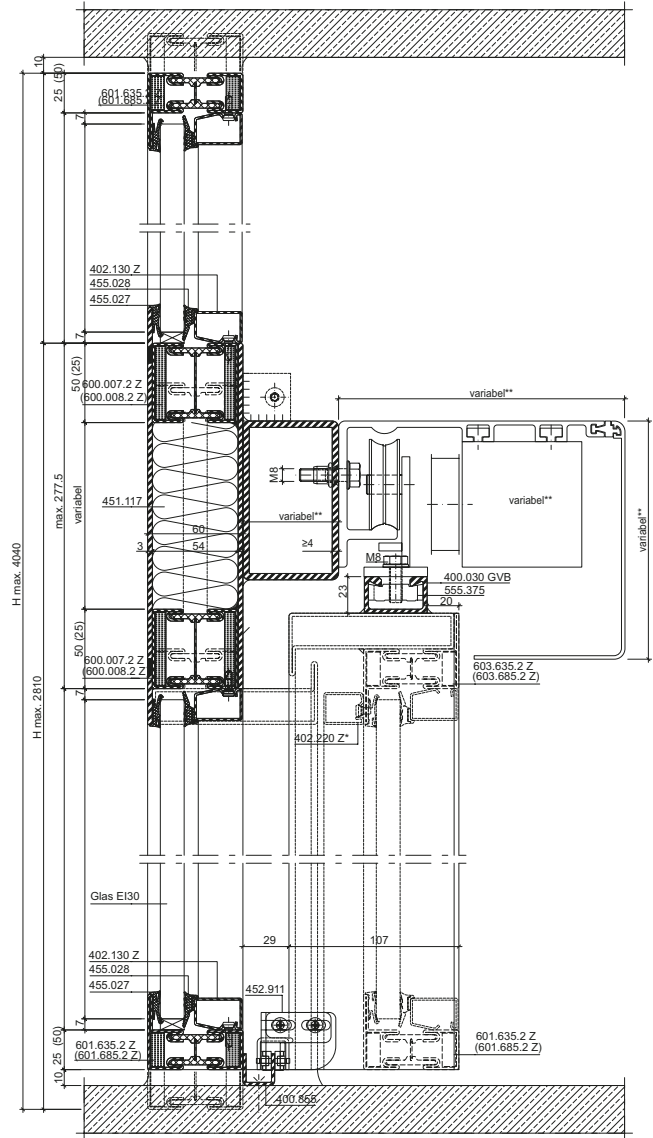 10
25 (50)
601.635.2
(601.685.2
7
402.130 Z
455.028
455.027
7
50 (25)
600.007.2 Z
(600.008.2 Z
variabel**
M8
variabel**
variabel**
max. 277.5
variabel
451.117
60
variabel**
3
54
≥4
M8
400.030 GVB
23
555.375
20
H max. 4040
50 (25)
600.007.2 Z
(600.008.2 Z
603.635.2 Z
(603.685.2 Z
7
402.220 Z*
H max. 2810
Glas EI30
29
107
402.130 Z
455.028
452.911
455.027
7
25 (50)
601.635.2 Z
(601.685.2 Z
601.635.2 Z
(601.685.2 Z
10
400.855